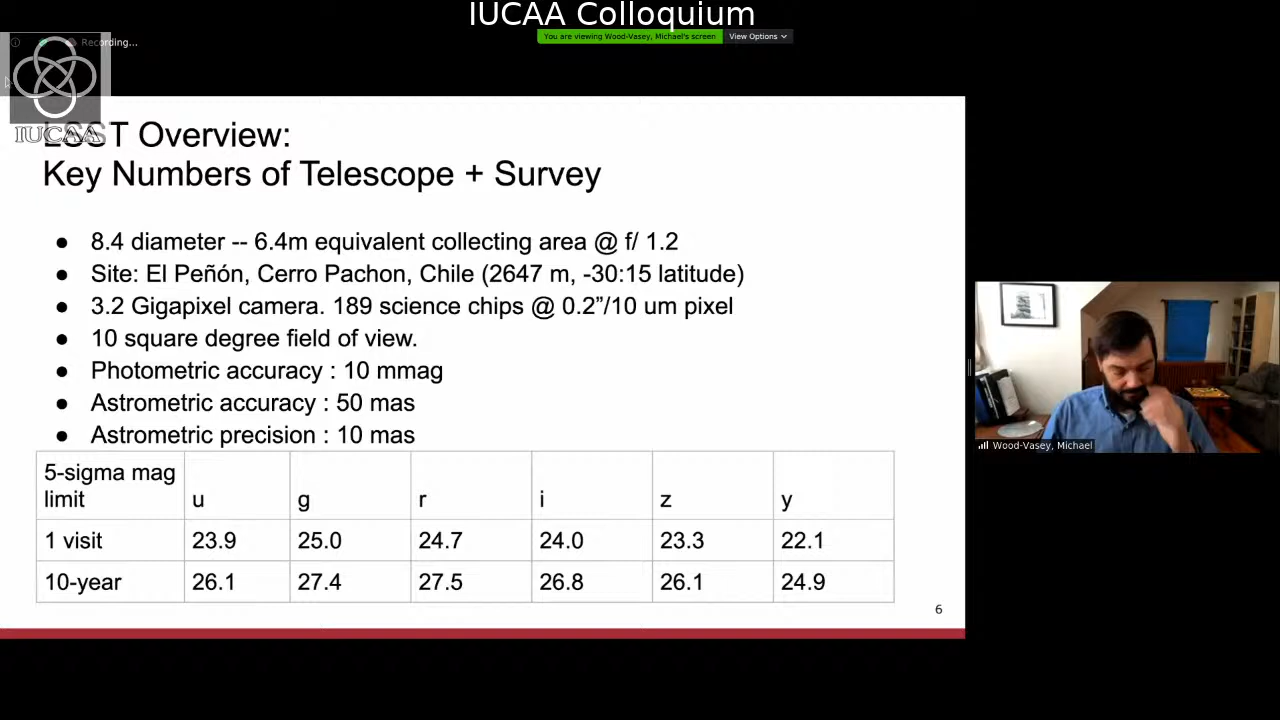 IUCAA Colloquium
You are viewing Wood-Vasey, Michael's screen
View Options
Recording...
IUCAA
LSST Overview:
Key Numbers of Telescope + Survey
● 8.4 diameter -- 6.4m equivalent collecting area @ f/ 1.2
● Site: El Peñón, Cerro Pachon, Chile (2647 m, -30:15 latitude)
● 3.2 Gigapixel camera. 189 science chips @ 0.2”/10 um pixel
● 10 square degree field of view.
● Photometric accuracy : 10 mmag
● Astrometric accuracy : 50 mas
● Astrometric precision : 10 mas
5-sigma mag
limit u g r i z y
1 visit 23.9 25.0 24.7 24.0 23.3 22.1
10-year 26.1 27.4 27.5 26.8 26.1 24.9
6
Wood-Vasey, Michael